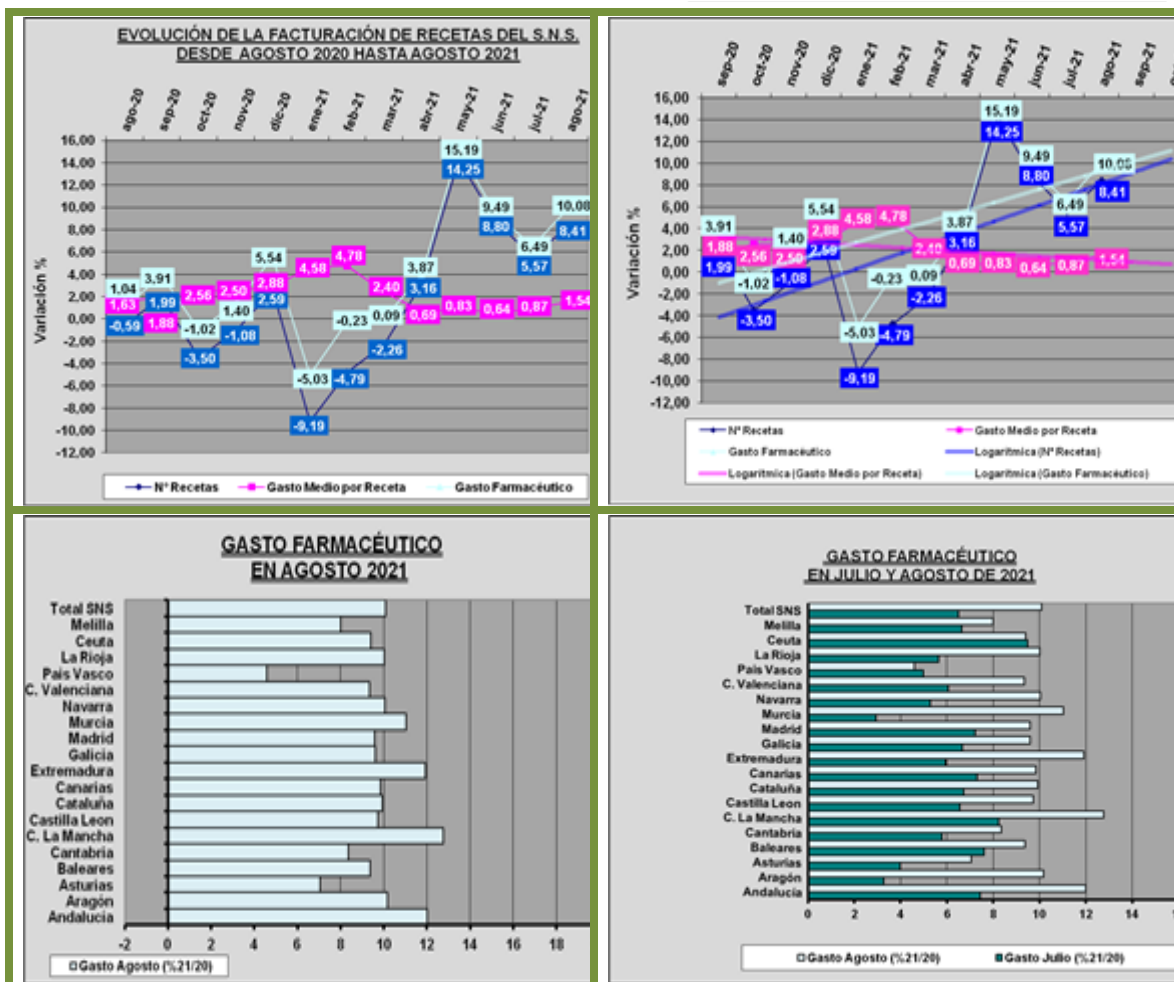 EVOLUCIÓN DE LA FACTURACIÓN DE RECETAS DEL S.N.S.
DESDE AGOSTO 2020 HASTA AGOSTO 2021
ago-20 sep-20 oct-20 nov-20 dic-20 ene-21 feb-21 mar-21 abr-21 may-21 jun-21 jul-21 ago-21
Variación %
16,00
14,00
12,00
10,00
8,00
6,00
4,00
2,00
0,00
-2,00
-4,00
-6,00
-8,00
-10,00
-12,00
1,04 3,91 -1,02 1,40 5,54 -5,03 -0,23 0,09 3,87 15,19 9,49 6,49 10,08
1,63 1,88 2,56 2,50 2,88 4,58 4,78 2,40 0,69 0,83 0,64 0,87 1,54
-0,59 1,99 -3,50 -1,08 2,59 -9,19 -4,79 -2,26 3,16 14,25 8,80 5,57 8,41
Nº Recetas Gasto Medio por Receta Gasto Farmacéutico
sep-20 oct-20 nov-20 dic-20 ene-21 feb-21 mar-21 abr-21 may-21 jun-21 jul-21 ago-21 sep-21
Variación %
16,00
14,00
12,00
10,00
8,00
6,00
4,00
2,00
0,00
-2,00
-4,00
-6,00
-8,00
-10,00
-12,00
3,91 -1,02 1,40 5,54 -5,03 -0,23 0,09 3,87 15,19 9,49 6,49 10,08
1,88 2,56 2,50 2,88 4,58 4,78 2,40 0,69 0,83 0,64 0,87 1,54
1,99 -3,50 -1,08 2,59 -9,19 -4,79 -2,26 3,16 14,25 8,80 5,57 8,41
Nº Recetas Gasto Medio por Receta
Gasto Farmacéutico Logarítmica (Nº Recetas)
Logarítmica (Gasto Medio por Receta) Logarítmica (Gasto Farmacéutico)
GASTO FARMACÉUTICO
EN AGOSTO 2021
Total SNS
Melilla
Ceuta
La Rioja
País Vasco
C. Valenciana
Navarra
Murcia
Madrid
Galicia
Extremadura
Canarias
Cataluña
Castilla Leon
C. La Mancha
Cantabria
Baleares
Asturias
Aragón
Andalucía
-2 0 2 4 6 8 10 12 14 16 18
Gasto Agosto (%21/20)
GASTO FARMACÉUTICO
EN JULIO Y AGOSTO DE 2021
Total SNS
Melilla
Ceuta
La Rioja
País Vasco
C. Valenciana
Navarra
Murcia
Madrid
Galicia
Extremadura
Canarias
Cataluña
Castilla Leon
C. La Mancha
Cantabria
Baleares
Asturias
Aragón
Andalucía
0 2 4 6 8 10 12 14
Gasto Agosto (%21/20) Gasto Julio (%21/20)